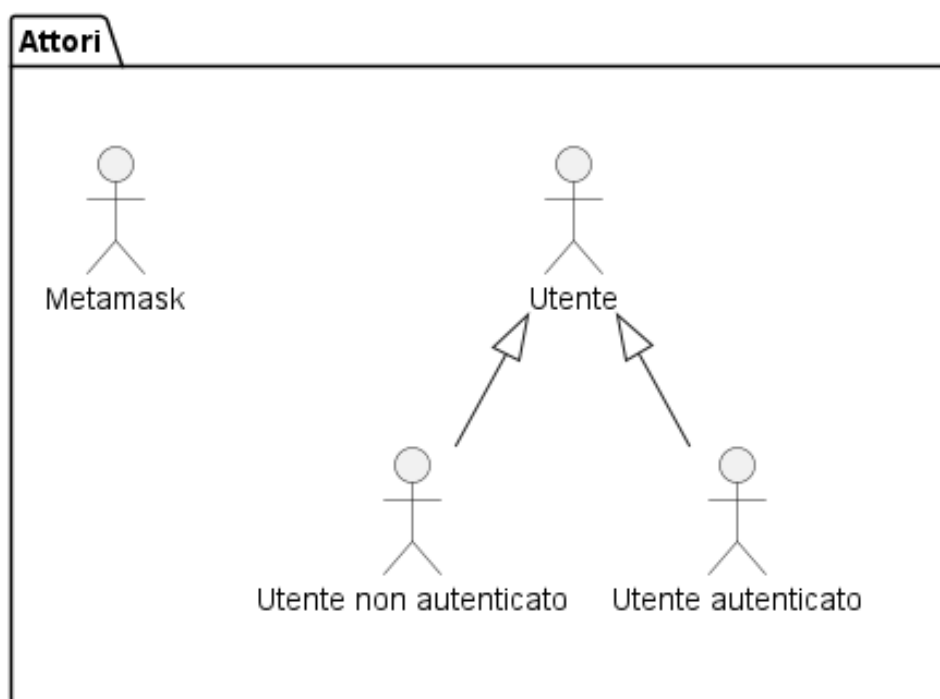 Attori
Metamask
Utente
Utente non autenticato
Utente autenticato